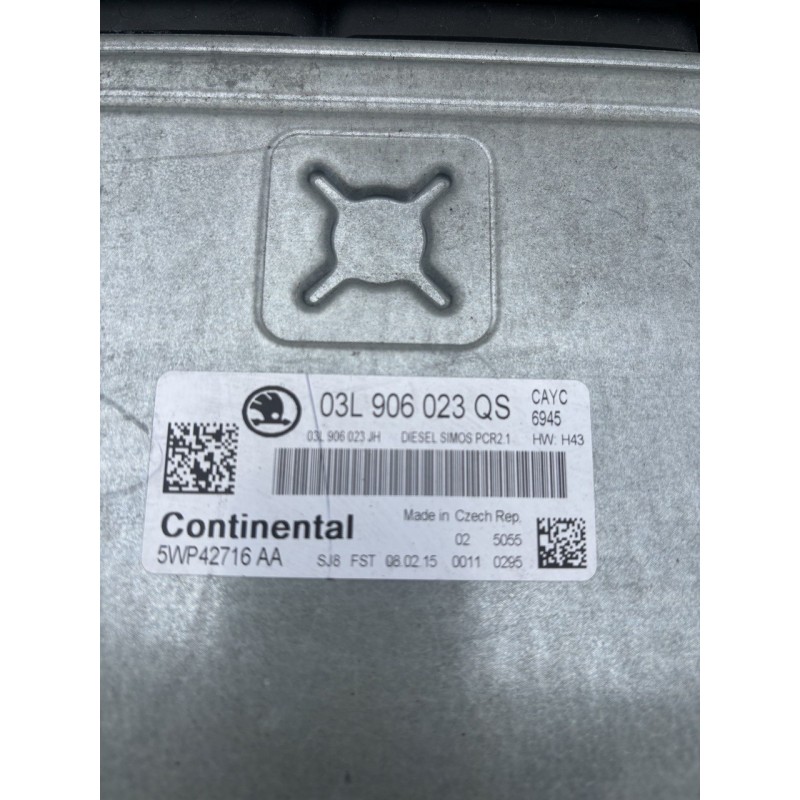 03L 906 023 QS CAYC
6945
03L 906 023 JH DIESEL SIMOS PCR2.1 HW: H43
Continental Made in Czech Rep.
02 5055
5WP42716 AA SJ8 FST 08.02.15 0011 0295